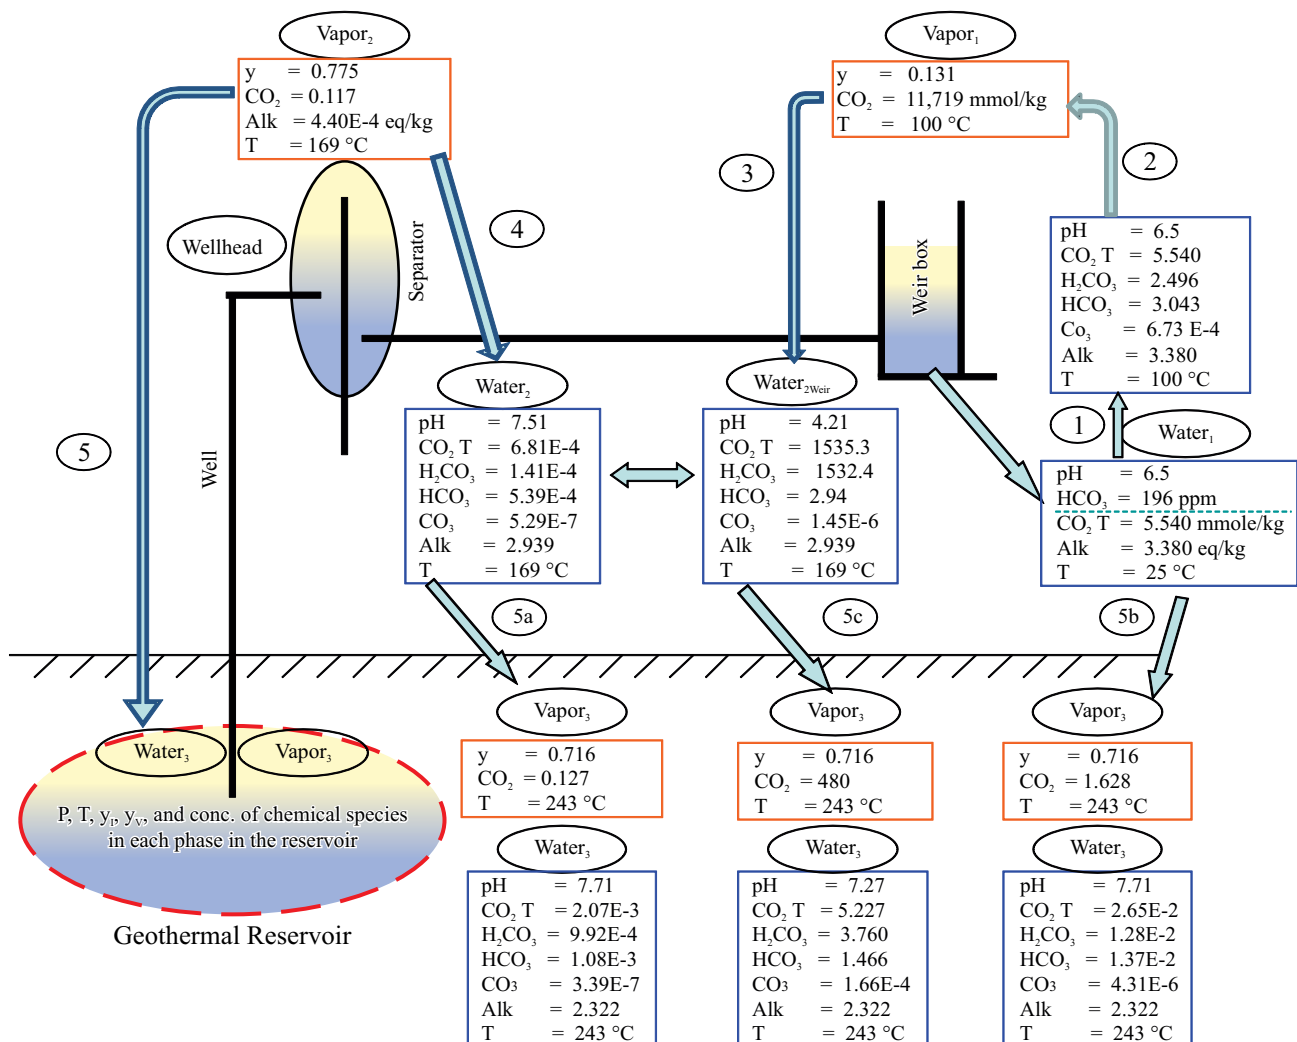 Vapor₂
y = 0.775
CO₂ = 0.117
Alk = 4.40E-4 eq/kg
T = 169 °C
Vapor₁
y = 0.131
CO₂ = 11,719 mmol/kg
T = 100 °C
3
2
4
Wellhead
Separator
Weir box
pH = 6.5
CO₂ T = 5.540
H₂CO₃ = 2.496
HCO₃ = 3.043
Co₃ = 6.73 E-4
Alk = 3.380
T = 100 °C
5
Well
Water₂
pH = 7.51
CO₂ T = 6.81E-4
H₂CO₃ = 1.41E-4
HCO₃ = 5.39E-4
CO₃ = 5.29E-7
Alk = 2.939
T = 169 °C
Water₂Weir
pH = 4.21
CO₂ T = 1535.3
H₂CO₃ = 1532.4
HCO₃ = 2.94
CO₃ = 1.45E-6
Alk = 2.939
T = 169 °C
1
Water₁
pH = 6.5
HCO₃ = 196 ppm
CO₂ T = 5.540 mmole/kg
Alk = 3.380 eq/kg
T = 25 °C
5a
5c
5b
Water₃
Vapor₃
P, T, yₗ, yᵥ, and conc. of chemical species
in each phase in the reservoir
Geothermal Reservoir
Vapor₃
y = 0.716
CO₂ = 0.127
T = 243 °C
Water₃
pH = 7.71
CO₂ T = 2.07E-3
H₂CO₃ = 9.92E-4
HCO₃ = 1.08E-3
CO3 = 3.39E-7
Alk = 2.322
T = 243 °C
Vapor₃
y = 0.716
CO₂ = 480
T = 243 °C
Water₃
pH = 7.27
CO₂ T = 5.227
H₂CO₃ = 3.760
HCO₃ = 1.466
CO3 = 1.66E-4
Alk = 2.322
T = 243 °C
Vapor₃
y = 0.716
CO₂ = 1.628
T = 243 °C
Water₃
pH = 7.71
CO₂ T = 2.65E-2
H₂CO₃ = 1.28E-2
HCO₃ = 1.37E-2
CO3 = 4.31E-6
Alk = 2.322
T = 243 °C